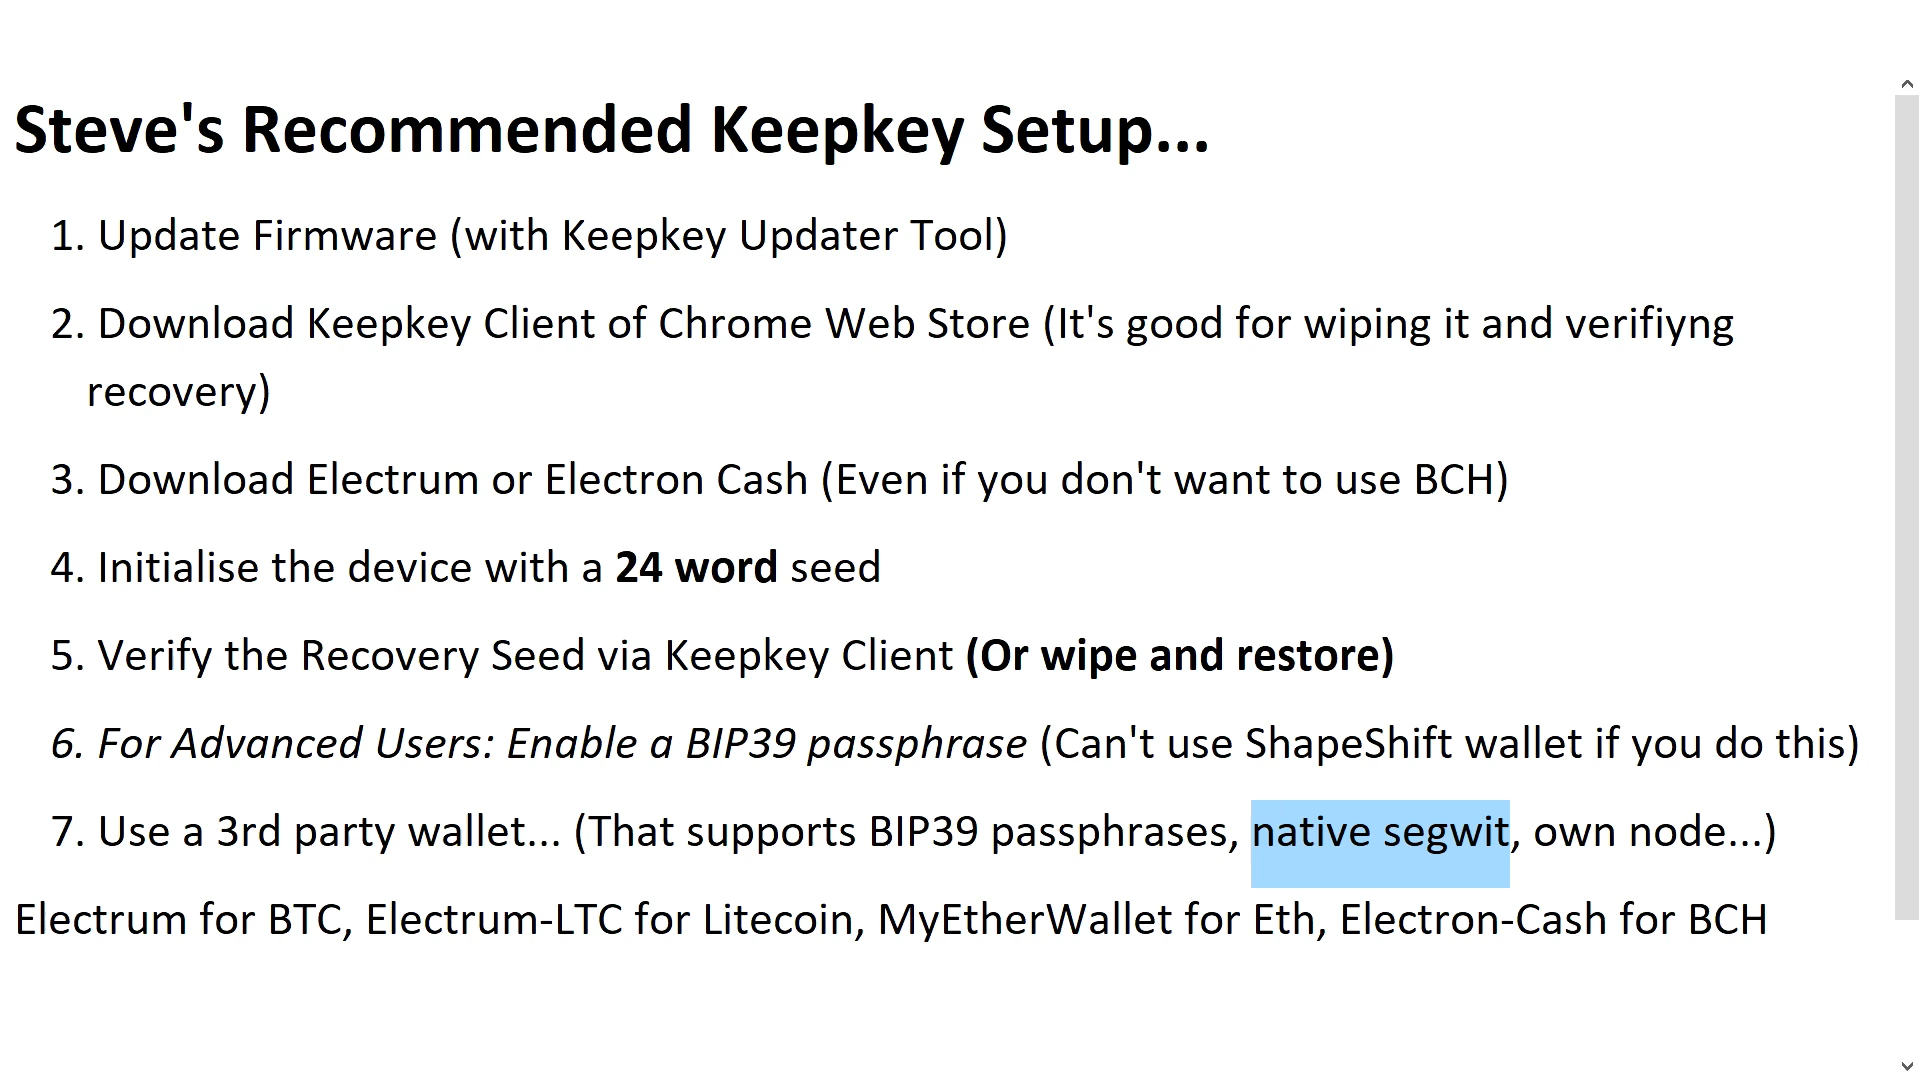 Steve's Recommended Keepkey Setup...
1. Update Firmware (with Keepkey Updater Tool)
2. Download Keepkey Client of Chrome Web Store (It's good for wiping it and verifiyng
recovery)
3. Download Electrum or Electron Cash (Even if you don't want to use BCH)
4. Initialise the device with a 24 word seed
5. Verify the Recovery Seed via Keepkey Client (Or wipe and restore)
6. For Advanced Users: Enable a BIP39 passphrase (Can't use ShapeShift wallet if you do this)
7. Use a 3rd party wallet... (That supports BIP39 passphrases, native segwit, own node...)
Electrum for BTC, Electrum-LTC for Litecoin, MyEtherWallet for Eth, Electron-Cash for BCH